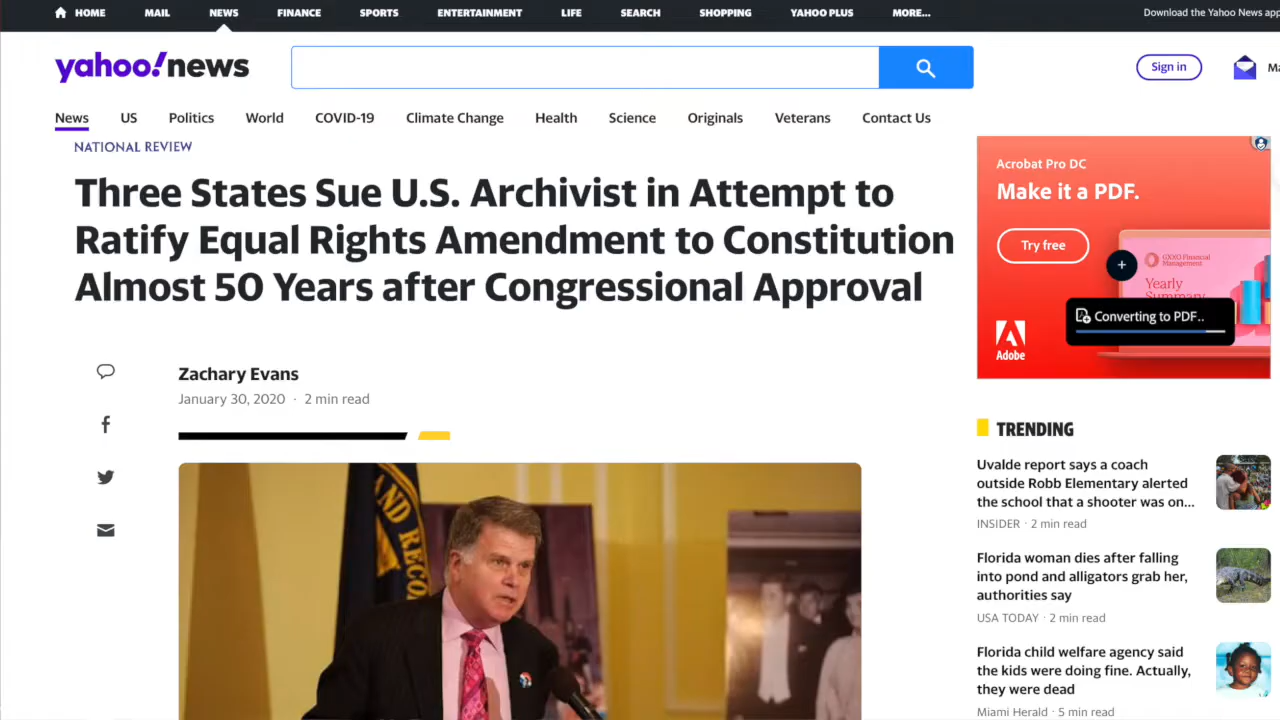 HOME MAIL NEWS FINANCE SPORTS ENTERTAINMENT LIFE SEARCH SHOPPING YAHOO PLUS MORE... Download the Yahoo News app
yahoo!news
Sign in
Ma
News US Politics World COVID-19 Climate Change Health Science Originals Veterans Contact Us
NATIONAL REVIEW
Three States Sue U.S. Archivist in Attempt to
Ratify Equal Rights Amendment to Constitution
Almost 50 Years after Congressional Approval
Zachary Evans
January 30, 2020 · 2 min read
AND RECO
Acrobat Pro DC
Make it a PDF.
Try free
GXXO Financial
Management
Yearly
Summary
Converting to PDF..
Adobe
TRENDING
Uvalde report says a coach
outside Robb Elementary alerted
the school that a shooter was on...
INSIDER · 2 min read
Florida woman dies after falling
into pond and alligators grab her,
authorities say
USA TODAY · 2 min read
Florida child welfare agency said
the kids were doing fine. Actually,
they were dead
Miami Herald · 5 min read